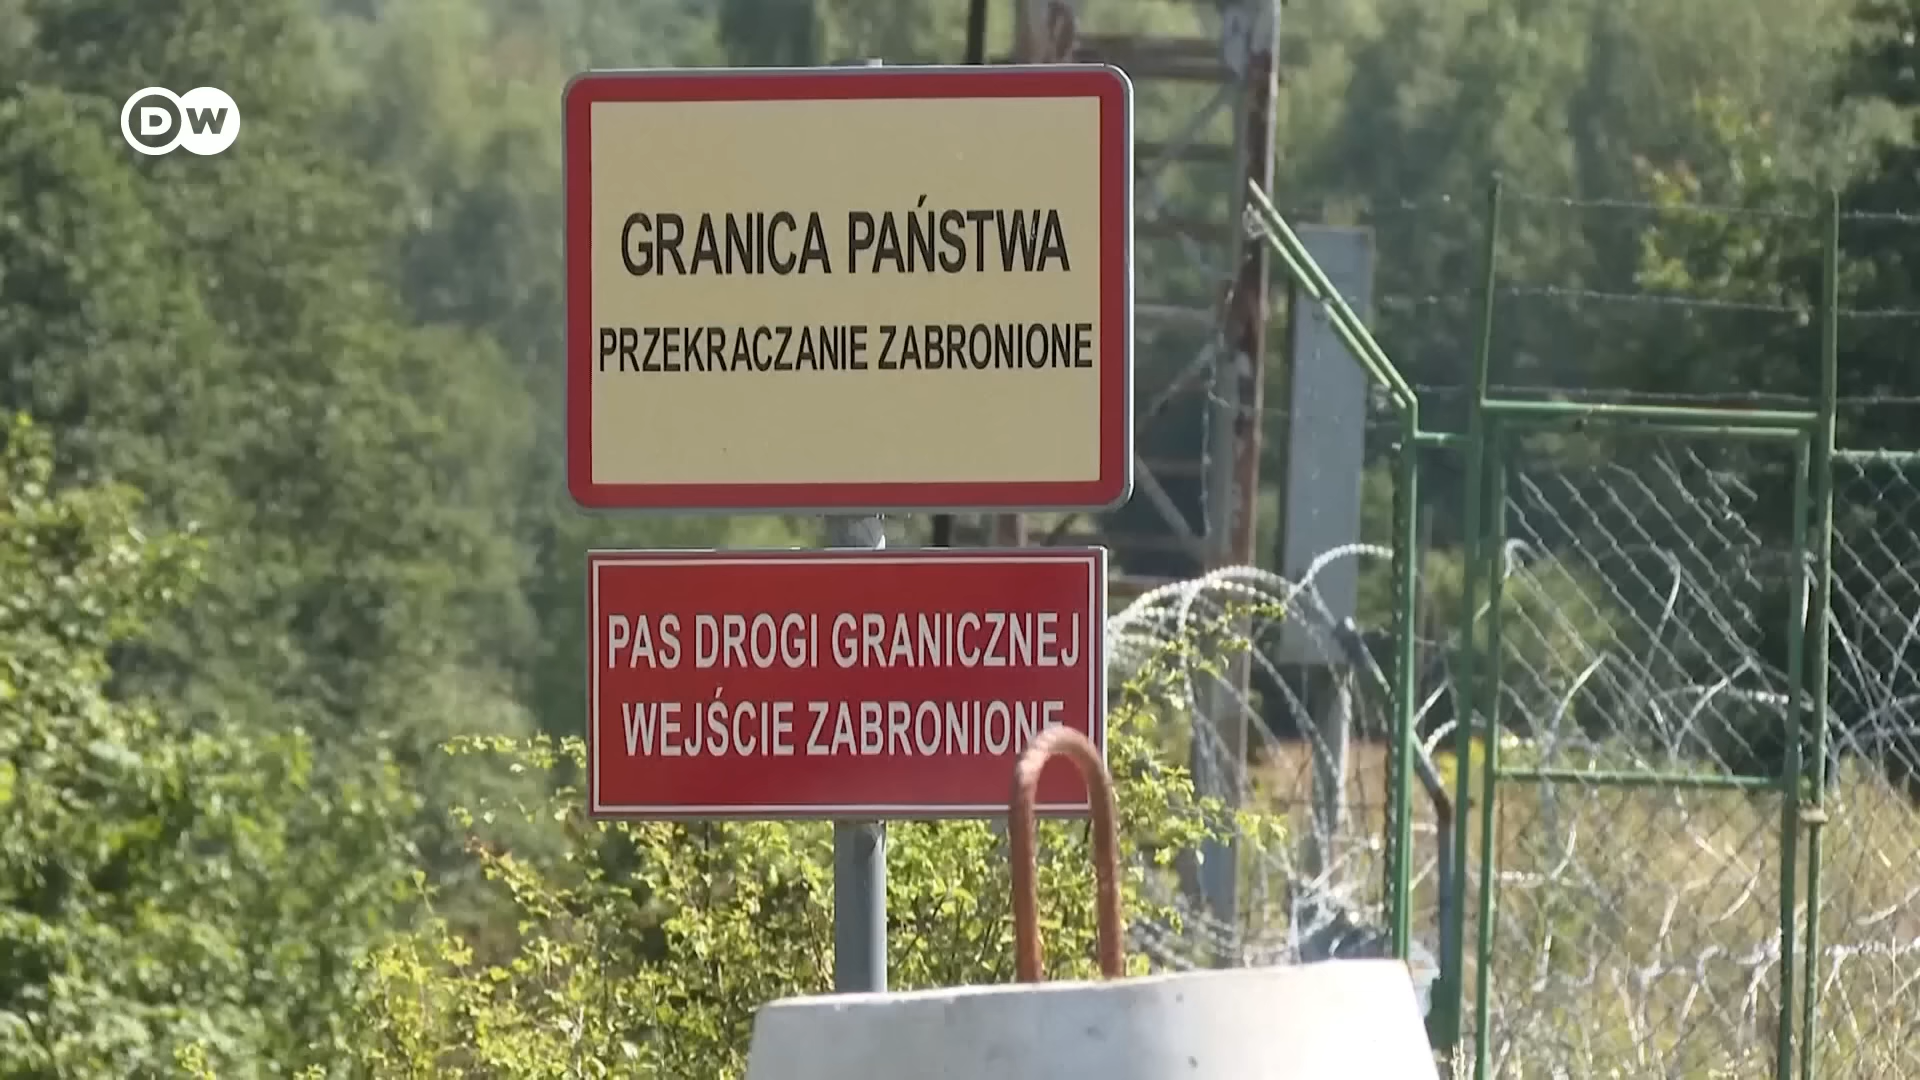 DW
GRANICA PAŃSTWA
PRZEKRACZANIE ZABRONIONE
PAS DROGI GRANICZNEJ
WEJŚCIE ZABRONIONE